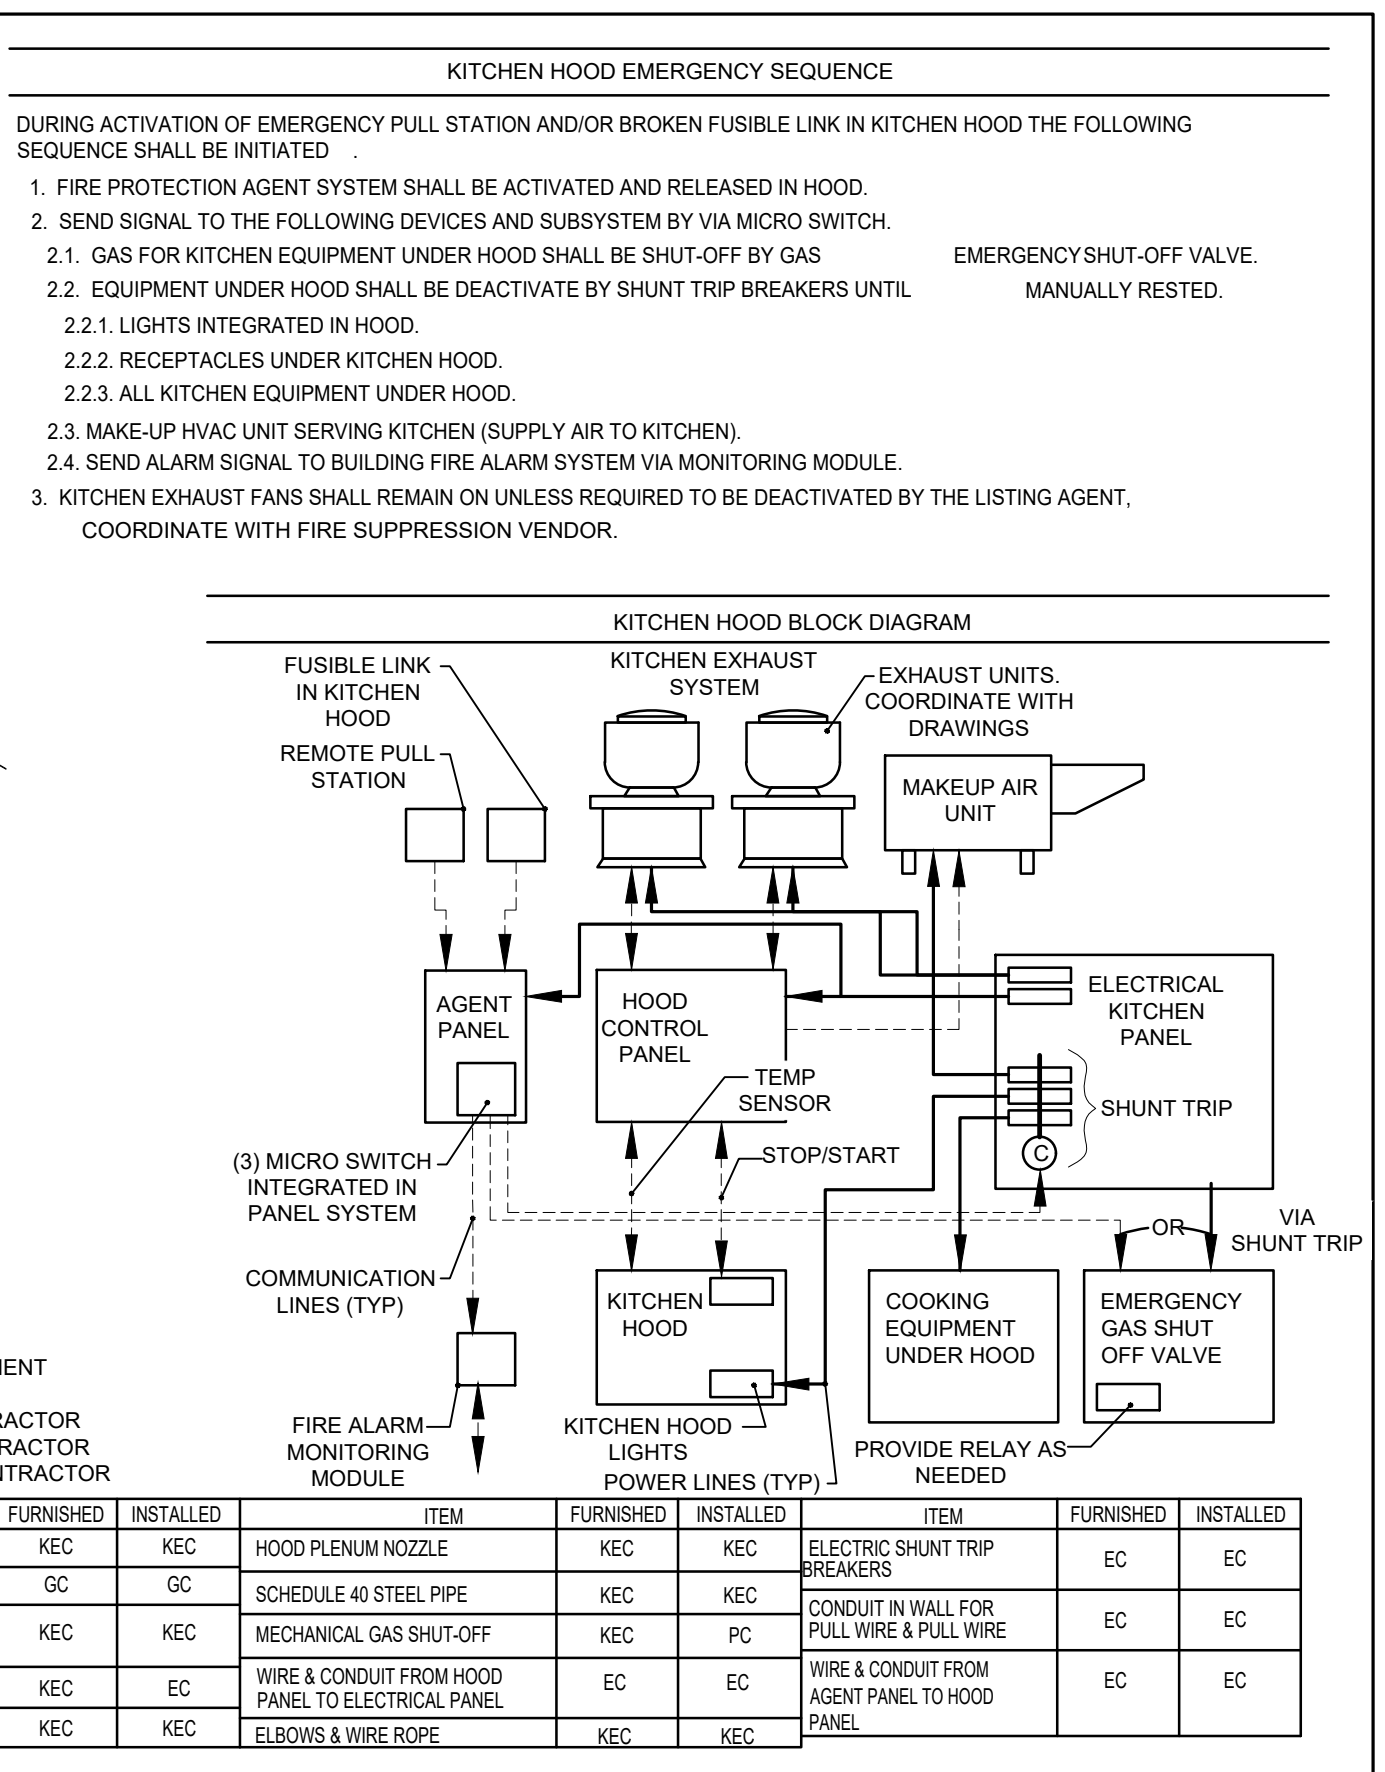 KITCHEN HOOD EMERGENCY SEQUENCE
DURING ACTIVATION OF EMERGENCY PULL STATION AND/OR BROKEN FUSIBLE LINK IN KITCHEN HOOD THE FOLLOWING
SEQUENCE SHALL BE INITIATED .
1. FIRE PROTECTION AGENT SYSTEM SHALL BE ACTIVATED AND RELEASED IN HOOD.
2. SEND SIGNAL TO THE FOLLOWING DEVICES AND SUBSYSTEM BY VIA MICRO SWITCH.
2.1. GAS FOR KITCHEN EQUIPMENT UNDER HOOD SHALL BE SHUT-OFF BY GAS EMERGENCY SHUT-OFF VALVE.
2.2. EQUIPMENT UNDER HOOD SHALL BE DEACTIVATE BY SHUNT TRIP BREAKERS UNTIL MANUALLY RESTED.
2.2.1. LIGHTS INTEGRATED IN HOOD.
2.2.2. RECEPTACLES UNDER KITCHEN HOOD.
2.2.3. ALL KITCHEN EQUIPMENT UNDER HOOD.
2.3. MAKE-UP HVAC UNIT SERVING KITCHEN (SUPPLY AIR TO KITCHEN).
2.4. SEND ALARM SIGNAL TO BUILDING FIRE ALARM SYSTEM VIA MONITORING MODULE.
3. KITCHEN EXHAUST FANS SHALL REMAIN ON UNLESS REQUIRED TO BE DEACTIVATED BY THE LISTING AGENT,
COORDINATE WITH FIRE SUPPRESSION VENDOR.
KITCHEN HOOD BLOCK DIAGRAM
FUSIBLE LINK
IN KITCHEN
HOOD
KITCHEN EXHAUST
SYSTEM
EXHAUST UNITS.
COORDINATE WITH
DRAWINGS
REMOTE PULL
STATION
MAKEUP AIR
UNIT
AGENT
PANEL
HOOD
CONTROL
PANEL
ELECTRICAL
KITCHEN
PANEL
TEMP
SENSOR
SHUNT TRIP
C
(3) MICRO SWITCH
INTEGRATED IN
PANEL SYSTEM
STOP/START
OR
VIA
SHUNT TRIP
COMMUNICATION
LINES (TYP)
KITCHEN
HOOD
COOKING
EQUIPMENT
UNDER HOOD
EMERGENCY
GAS SHUT
OFF VALVE
MENT
RACTOR
RACTOR
NTRACTOR
FIRE ALARM
MONITORING
MODULE
KITCHEN HOOD
LIGHTS
POWER LINES (TYP)
PROVIDE RELAY AS
NEEDED
FURNISHED INSTALLED ITEM FURNISHED INSTALLED ITEM FURNISHED INSTALLED
KEC KEC HOOD PLENUM NOZZLE KEC KEC ELECTRIC SHUNT TRIP
BREAKERS EC EC
GC GC SCHEDULE 40 STEEL PIPE KEC KEC CONDUIT IN WALL FOR
PULL WIRE & PULL WIRE EC EC
KEC KEC MECHANICAL GAS SHUT-OFF KEC PC
KEC EC WIRE & CONDUIT FROM HOOD
PANEL TO ELECTRICAL PANEL EC EC WIRE & CONDUIT FROM
AGENT PANEL TO HOOD
PANEL EC EC
KEC KEC ELBOWS & WIRE ROPE KEC KEC